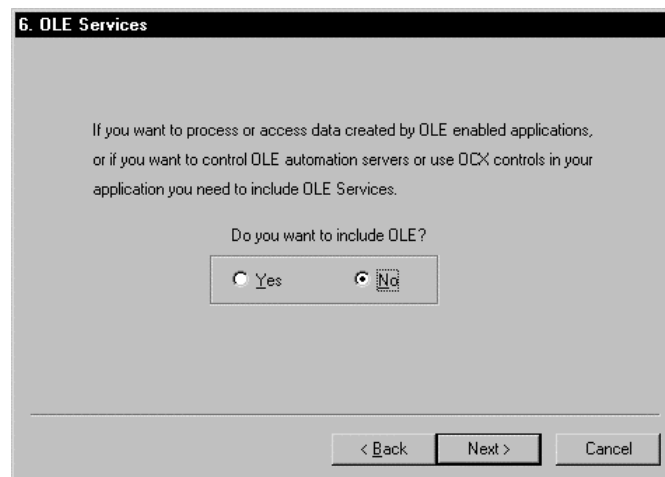 6. OLE Services
If you want to process or access data created by OLE enabled applications,
or if you want to control OLE automation servers or use OCX controls in your
application you need to include OLE Services.
Do you want to include OLE?
Yes No
< Back Next > Cancel